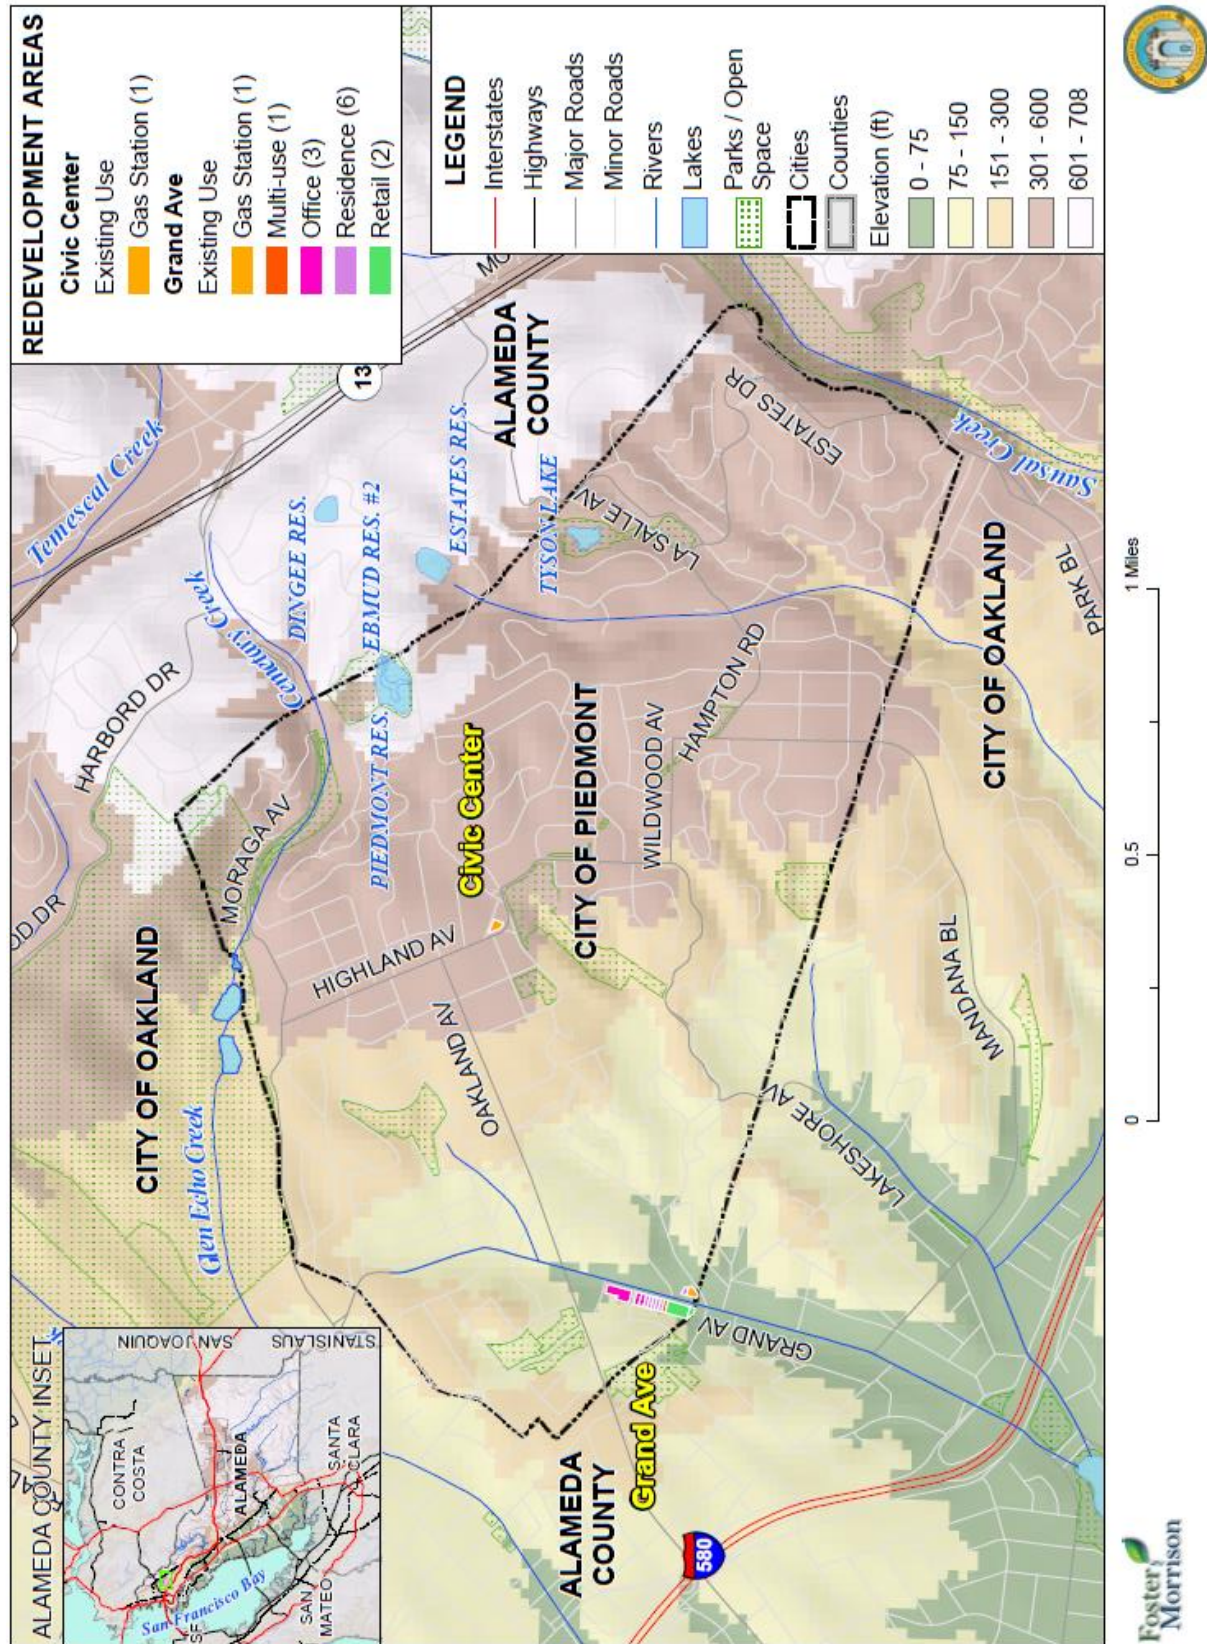 REDEVELOPMENT AREAS
Civic Center
Existing Use
Gas Station (1)
Grand Ave
Existing Use
Gas Station (1)
Multi-use (1)
Office (3)
Residence (6)
Retail (2)
LEGEND
Interstates
Highways
Major Roads
Minor Roads
Rivers
Lakes
Parks / Open
Space
Cities
Counties
Elevation (ft)
0 - 75
75 - 150
151 - 300
301 - 600
601 - 708
ALAMEDA COUNTY INSET
CONTRA
COSTA
SAN JOAQUIN
STANISLAUS
ALAMEDA
SANTA
CLARA
SAN
MATEO
SF
San Francisco Bay
Temescal Creek
13
HARBORD DR
OD DR
Cemetary Creek
DINGEE RES.
EBMUD RES. #2
ESTATES RES.
ALAMEDA
COUNTY
MO
TYSON LAKE
CITY OF OAKLAND
MORAGA AV
PIEDMONT RES.
Civic Center
CITY OF PIEDMONT
LA SALLE AV
ESTATES DR
Sausal Creek
Glen Echo Creek
HIGHLAND AV
OAKLAND AV
WILDWOOD AV
HAMPTON RD
CITY OF OAKLAND
PARK BL
MANDANA BL
LAKESHORE AV
GRAND AV
Grand Ave
ALAMEDA
COUNTY
580
0
0.5
1 Miles
Foster
Morrison